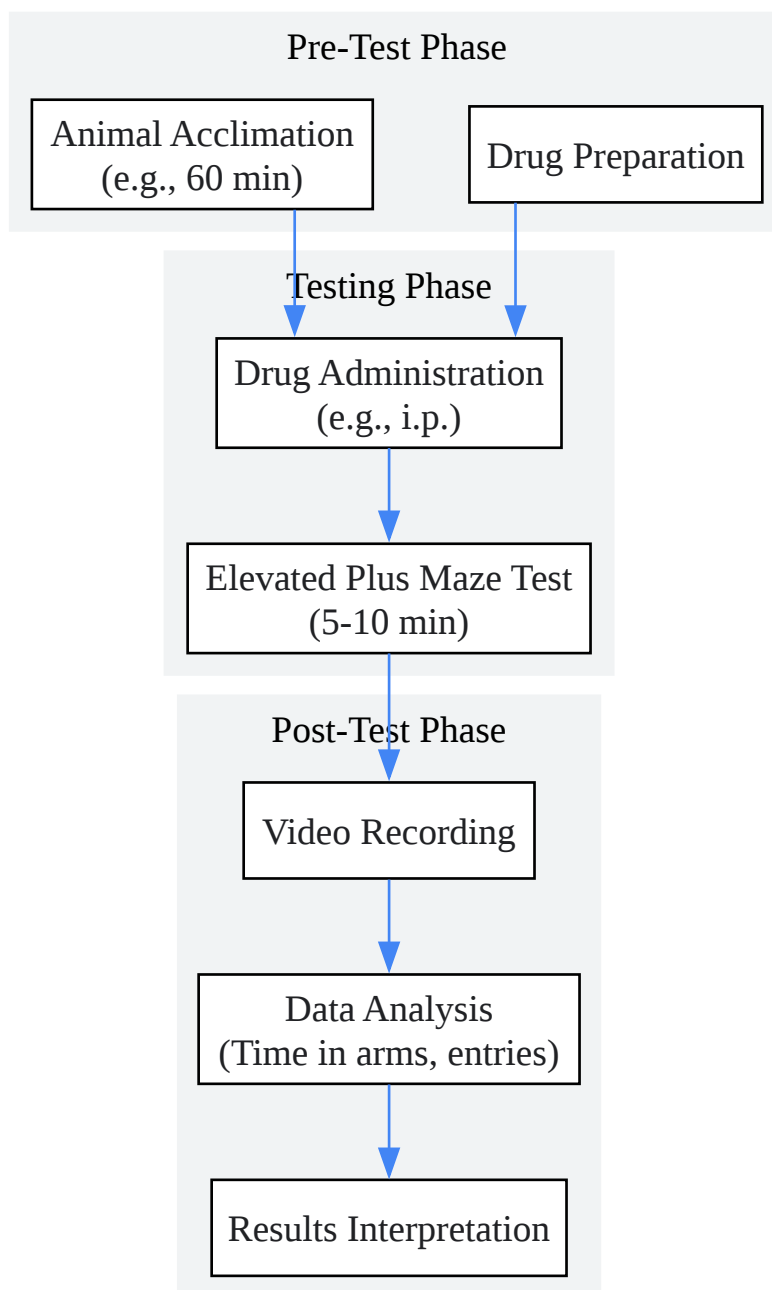 Pre-Test Phase
Animal Acclimation
(e.g., 60 min)
Drug Preparation
Testing Phase
Drug Administration
(e.g., i.p.)
Elevated Plus Maze Test
(5-10 min)
Post-Test Phase
Video Recording
Data Analysis
(Time in arms, entries)
Results Interpretation